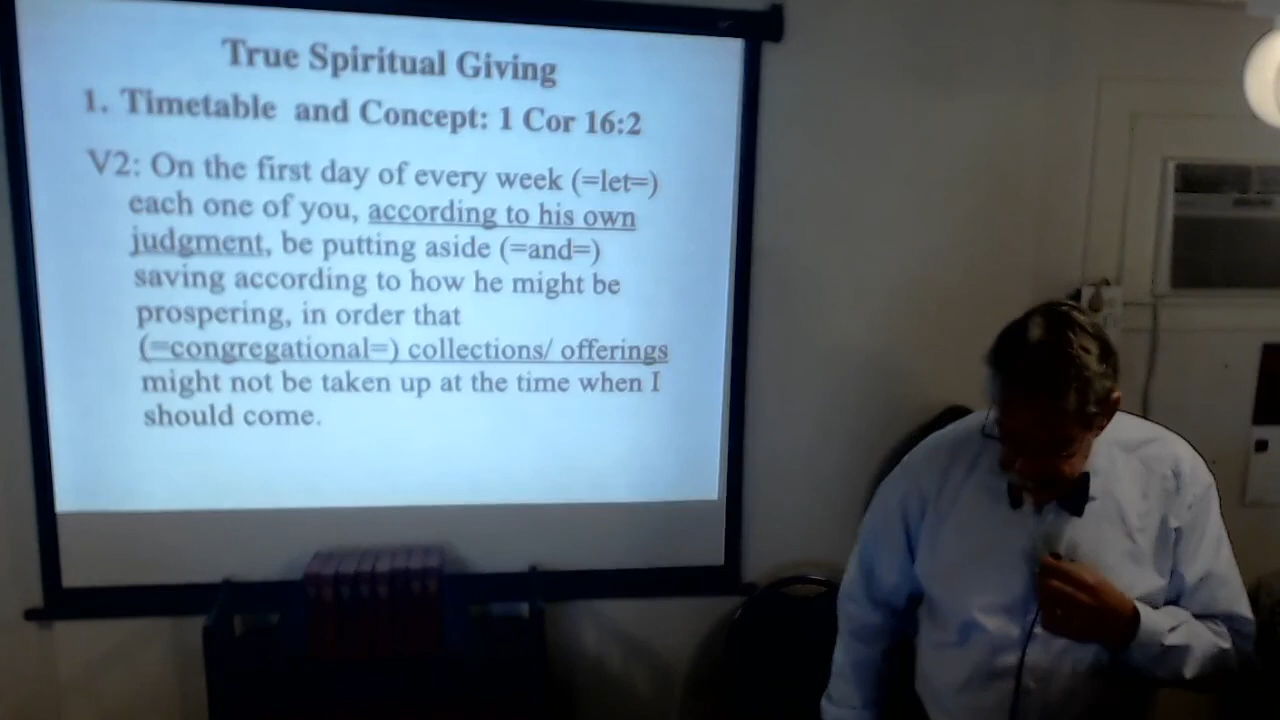 True Spiritual Giving
1. Timetable and Concept: 1 Cor 16:2
V2: On the first day of every week (=let=)
each one of you, according to his own
judgment, be putting aside (=and=)
saving according to how he might be
prospering, in order that
(=congregational=) collections/ offerings
might not be taken up at the time when I
should come.